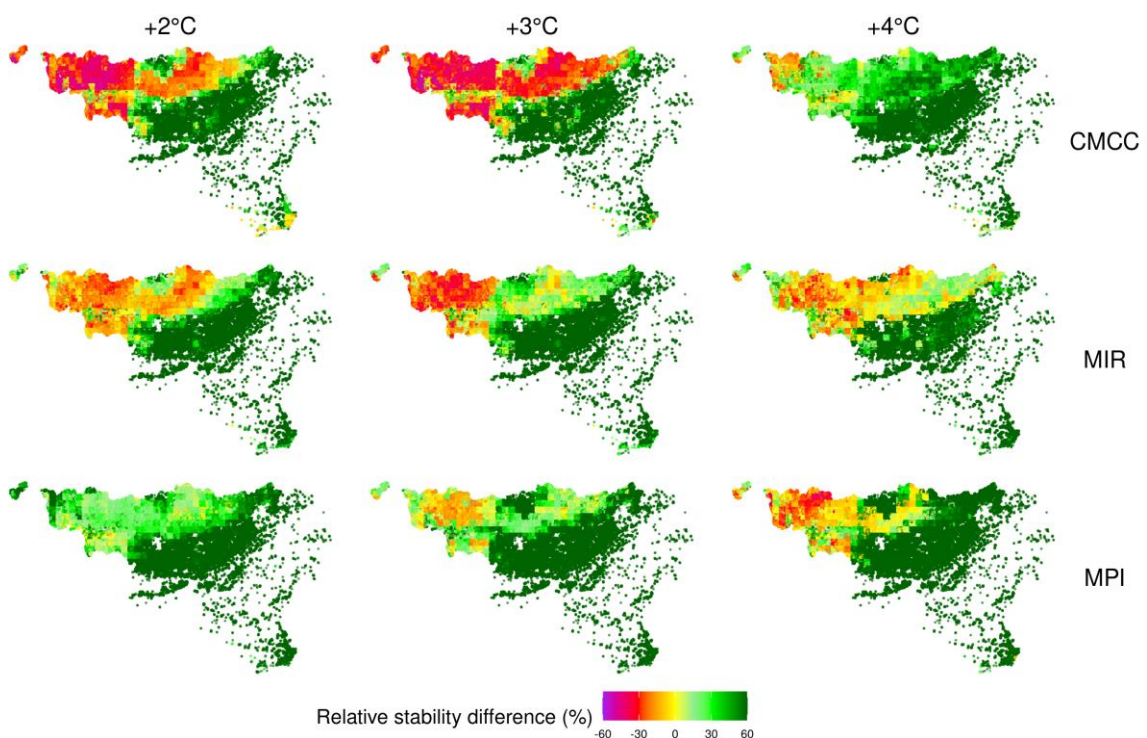 +2°C +3°C +4°C
CMCC
MIR
MPI
Relative stability difference (%)
-60 -30 0 30 60